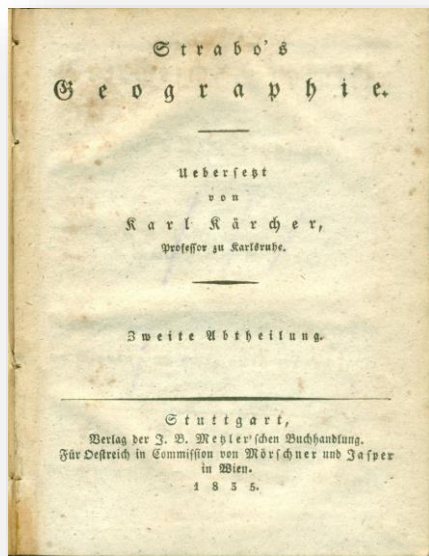 Strabo's
Geographie.
Uebersetzt
von
Karl Kärcher,
Professor zu Karlsruhe.
Zweite Abtheilung.
Stuttgart,
Verlag der J. B. Metzler'schen Buchhandlung.
Für Oestreich in Commission von Mörschner und Jasper
in Wien.
1835.